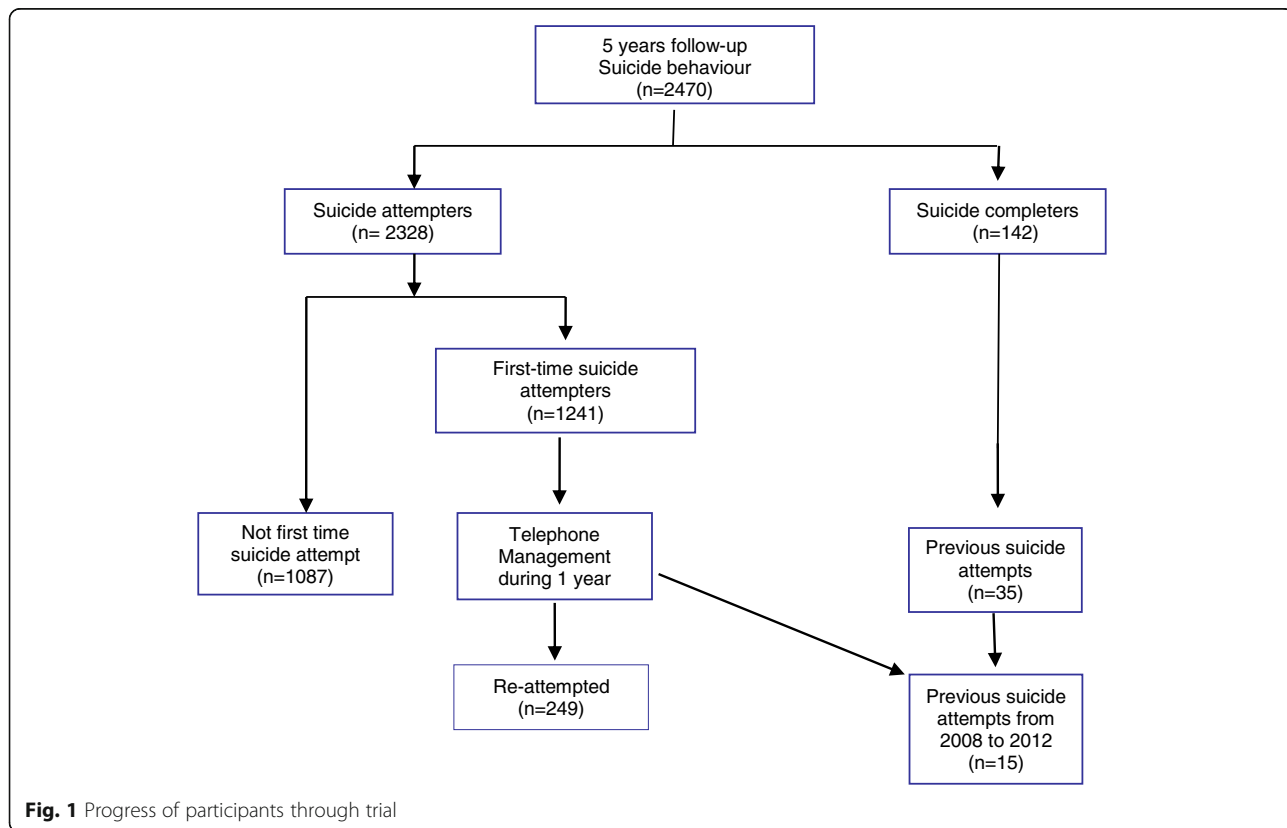 5 years follow-up
Suicide behaviour
(n=2470)
Suicide attempters
(n= 2328)
Suicide completers
(n=142)
First-time suicide
attempters
(n=1241)
Not first time
suicide attempt
(n=1087)
Telephone
Management
during 1 year
Previous suicide
attempts
(n=35)
Re-attempted
(n=249)
Previous suicide
attempts from
2008 to 2012
(n=15)
Fig. 1 Progress of participants through trial